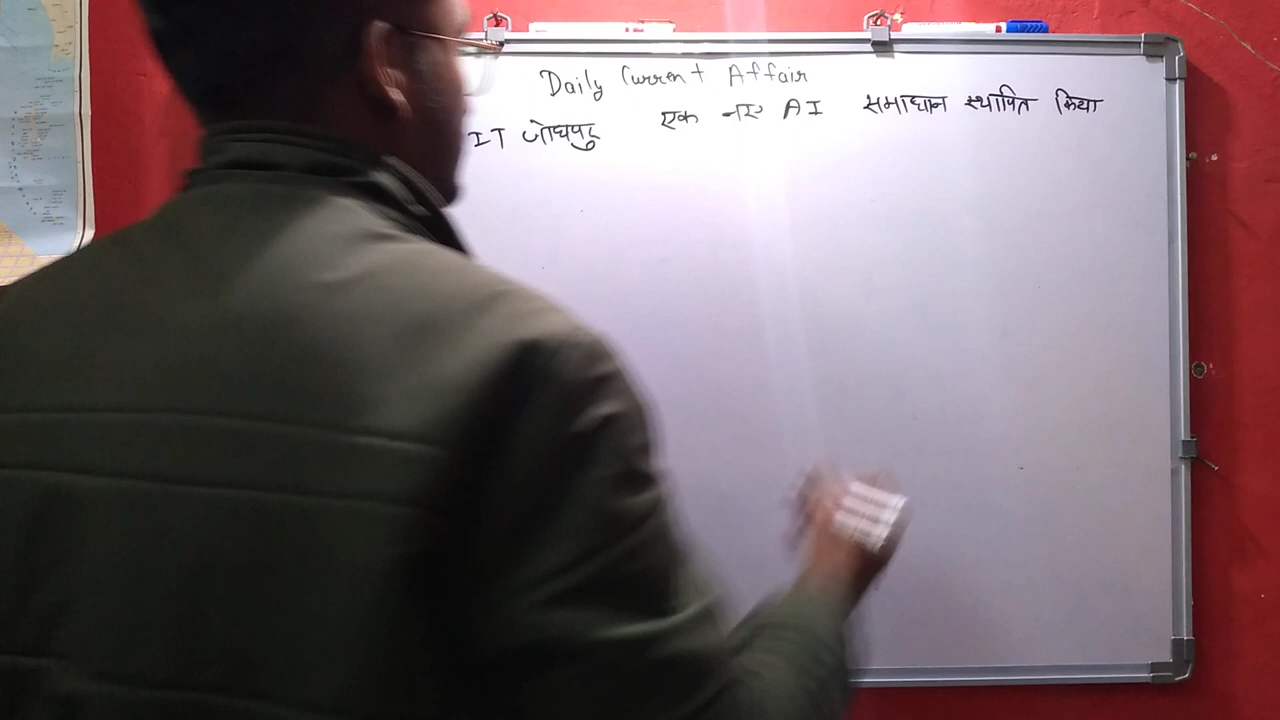 Daily Current Affair
IT जोधपुर एक नए AI समाधान स्थापित किया